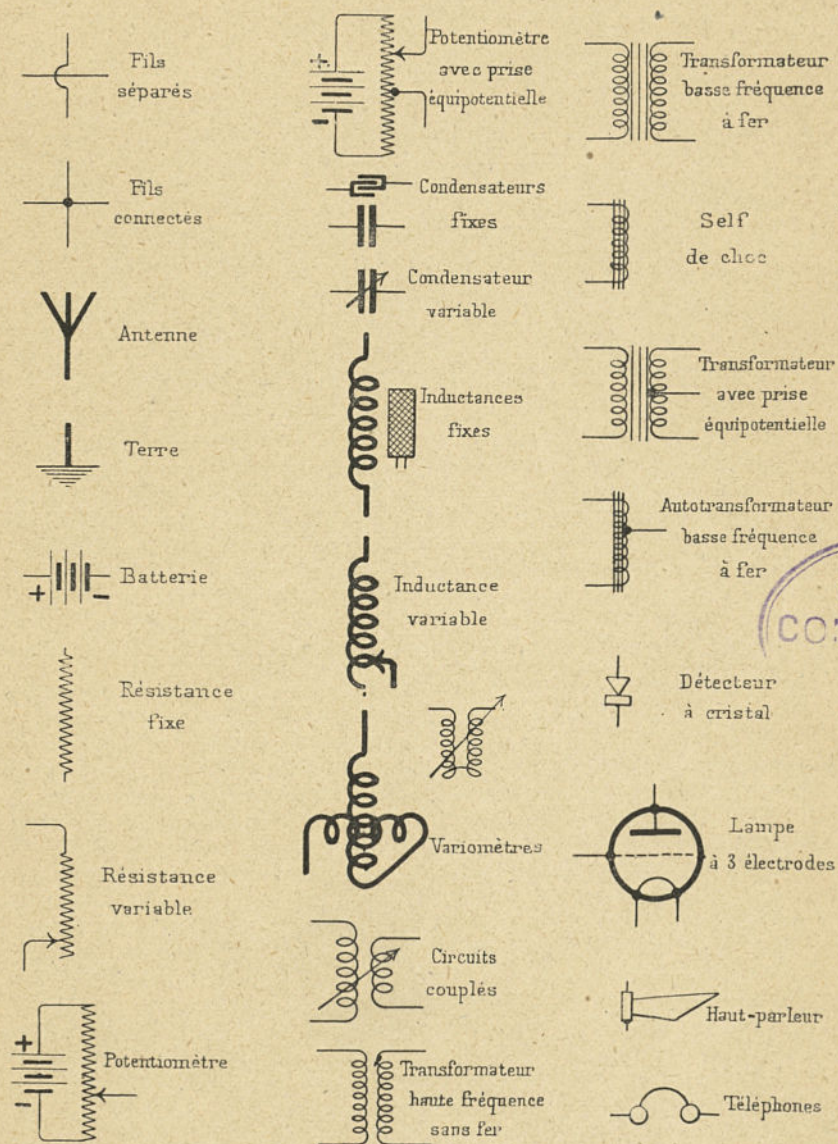 Fils
séparés
Fils
connectés
Antenne
Terre
+
-
Batterie
Résistance
fixe
Résistance
variable
+
-
Potentiomètre
+
-
Potentiomètre
avec prise
équipotentielle
Condensateurs
fixes
Condensateur
variable
Inductances
fixes
Inductance
variable
Variomètres
Circuits
couplés
Transformateur
haute fréquence
sans fer
Transformateur
basse fréquence
à fer
Self
de choc
Transformateur
avec prise
équipotentielle
Autotransformateur
basse fréquence
à fer
Détecteur
à cristal
Lampe
à 3 électrodes
Haut-parleur
Téléphones